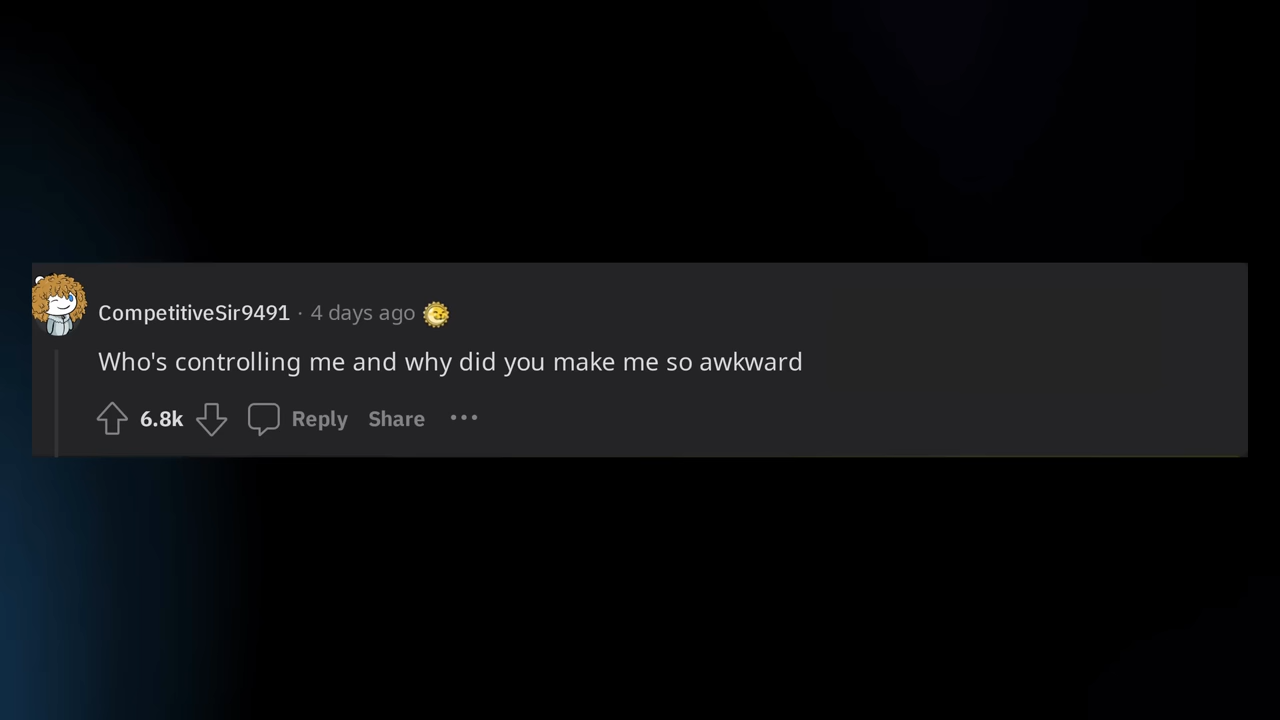 CompetitiveSir9491 · 4 days ago
Who's controlling me and why did you make me so awkward
6.8k Reply Share ···